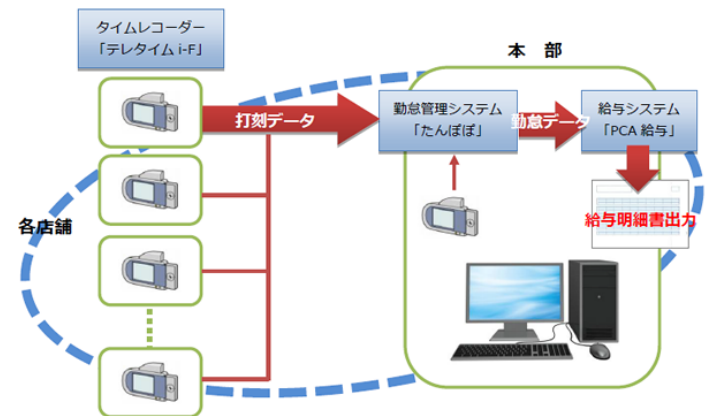 タイムレコーダー
「テレタイム i-F」
本　部
打刻データ
勤怠管理システム
「たんぽぽ」
勤怠データ
給与システム
「PCA 給与」
各店舗
給与明細書出力